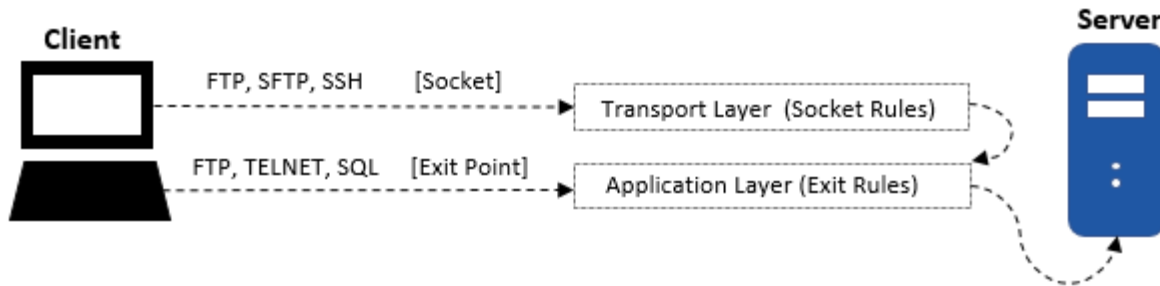 Client
Server
FTP, SFTP, SSH [Socket]
Transport Layer (Socket Rules)
FTP, TELNET, SQL [Exit Point]
Application Layer (Exit Rules)